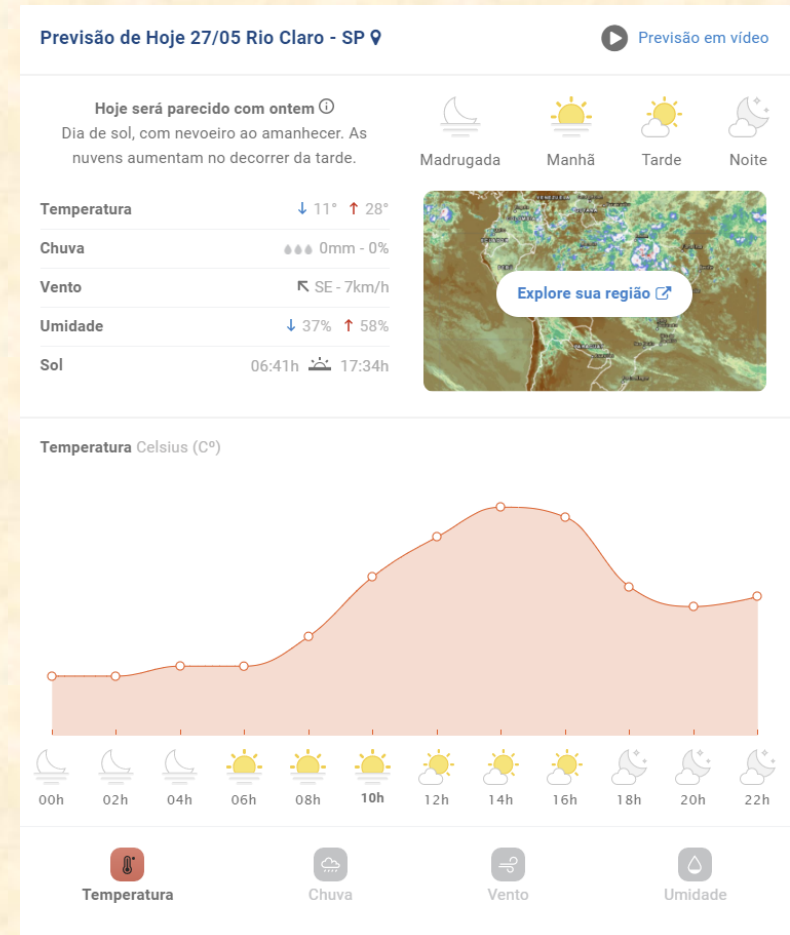 Previsão de Hoje 27/05 Rio Claro - SP
Previsão em vídeo
Hoje será parecido com ontem
Dia de sol, com nevoeiro ao amanhecer. As
nuvens aumentam no decorrer da tarde.
Madrugada Manhã Tarde Noite
Temperatura ↓ 11° ↑ 28°
Chuva 0mm - 0%
Vento SE - 7km/h
Umidade ↓ 37% ↑ 58%
Sol 06:41h 17:34h
Explore sua região
Temperatura Celsius (Cº)
00h 02h 04h 06h 08h 10h 12h 14h 16h 18h 20h 22h
Temperatura Chuva Vento Umidade